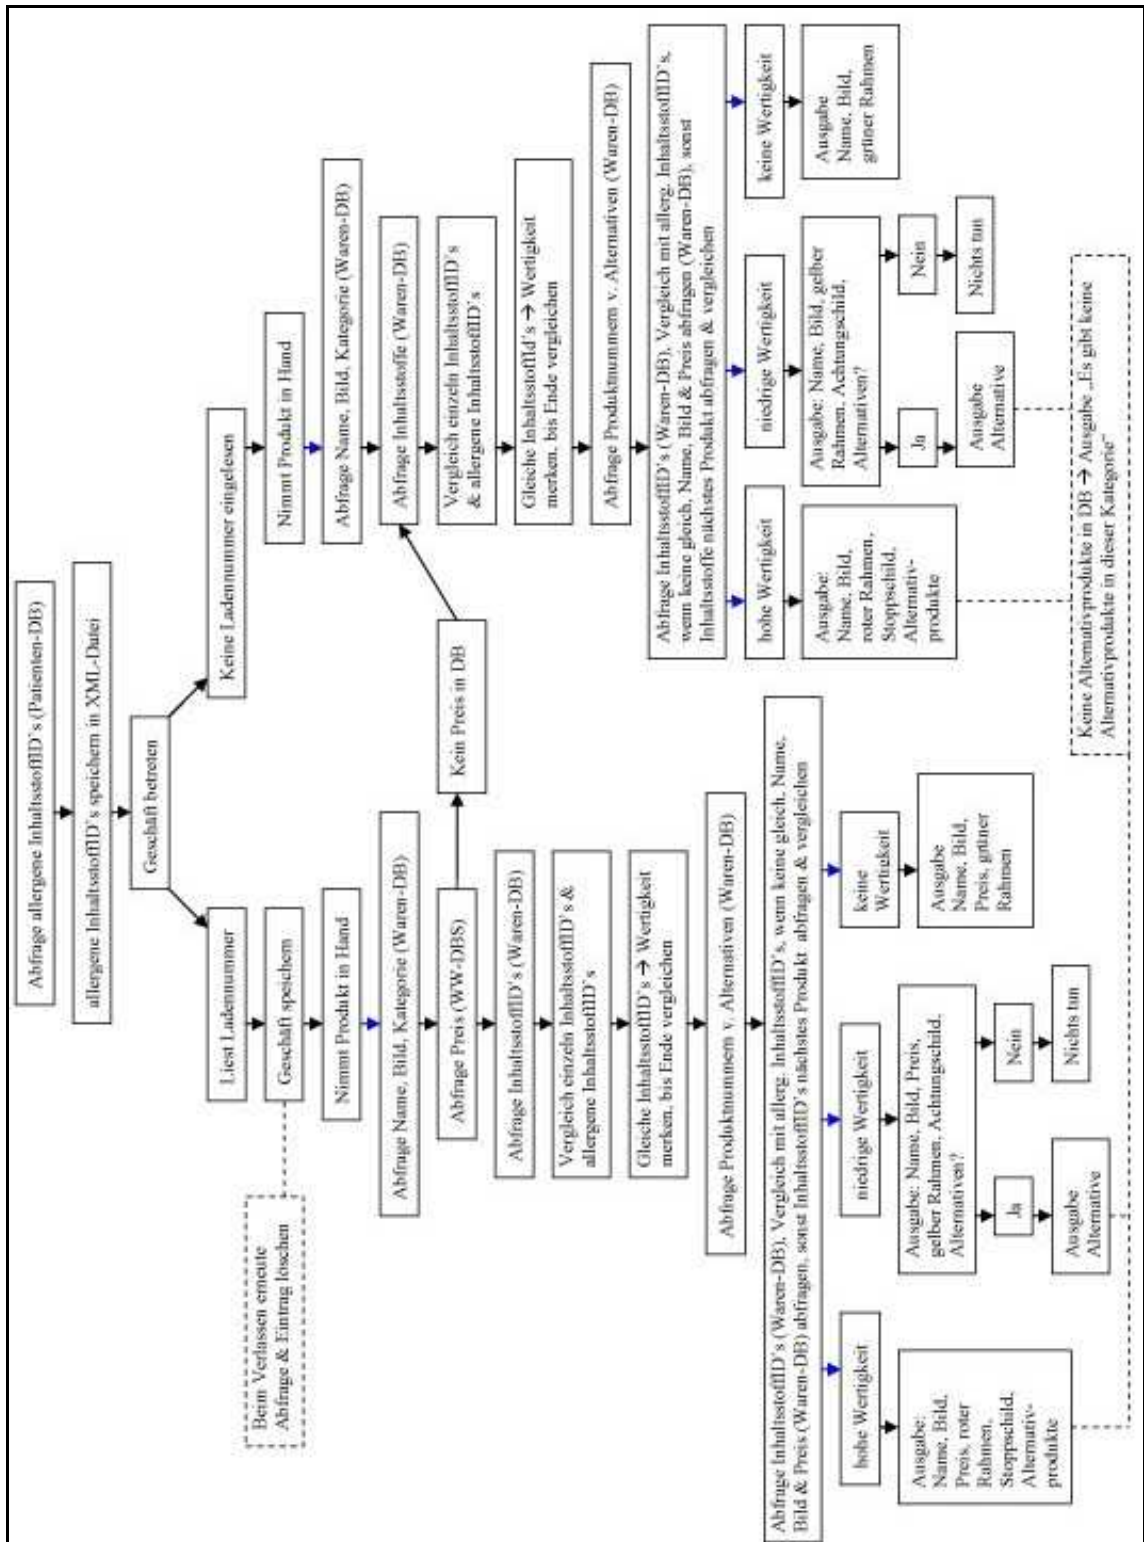 Abfrage allergene InhaltsstoffID`s (Patienten-DB)
allergene InhaltsstoffID`s speichern in XML-Datei
Geschäft betreten
Liest Ladennummer
Geschäft speichern
Beim Verlassen erneute
Abfrage & Eintrag löschen
Nimmt Produkt in Hand
Abfrage Name, Bild, Kategorie (Waren-DB)
Abfrage Preis (WW-DBS)
Kein Preis in DB
Abfrage InhaltsstoffID`s (Waren-DB)
Vergleich einzeln InhaltsstoffID`s &
allergene InhaltsstoffID`s
Gleiche InhaltsstoffID`s → Wertigkeit
merken, bis Ende vergleichen
Abfrage Produktnummern v. Alternativen (Waren-DB)
Abfrage InhaltsstoffID`s (Waren-DB), Vergleich mit allerg. InhaltsstoffID`s, wenn keine gleich, Name,
Bild & Preis (Waren-DB) abfragen, sonst InhaltsstoffID`s nächstes Produkt abfragen & vergleichen
hohe Wertigkeit
Ausgabe:
Name, Bild,
Preis, roter
Rahmen,
Stoppschild,
Alternativ-
produkte
niedrige Wertigkeit
Ausgabe: Name, Bild, Preis,
gelber Rahmen, Achtungschild,
Alternativen?
Ja
Ausgabe
Alternative
Nein
Nichts tun
keine
Wertigkeit
Ausgabe
Name, Bild,
Preis, grüner
Rahmen
Keine Ladennummer eingelesen
Nimmt Produkt in Hand
Abfrage Name, Bild, Kategorie (Waren-DB)
Abfrage Inhaltsstoffe (Waren-DB)
Vergleich einzeln InhaltsstoffID`s
& allergene InhaltsstoffID`s
Gleiche InhaltsstoffId`s → Wertigkeit
merken, bis Ende vergleichen
Abfrage Produktnummern v. Alternativen (Waren-DB)
Abfrage InhaltsstoffID`s (Waren-DB), Vergleich mit allerg. InhaltsstoffID`s,
wenn keine gleich, Name, Bild & Preis abfragen (Waren-DB), sonst
Inhaltsstoffe nächstes Produkt abfragen & vergleichen
hohe Wertigkeit
Ausgabe:
Name, Bild,
roter Rahmen,
Stoppschild,
Alternativ-
produkte
niedrige Wertigkeit
Ausgabe: Name, Bild, gelber
Rahmen, Achtungschild,
Alternativen?
Ja
Ausgabe
Alternative
Nein
Nichts tun
keine Wertigkeit
Ausgabe
Name, Bild,
grüner Rahmen
Keine Alternativprodukte in DB → Ausgabe „Es gibt keine
Alternativprodukte in dieser Kategorie“